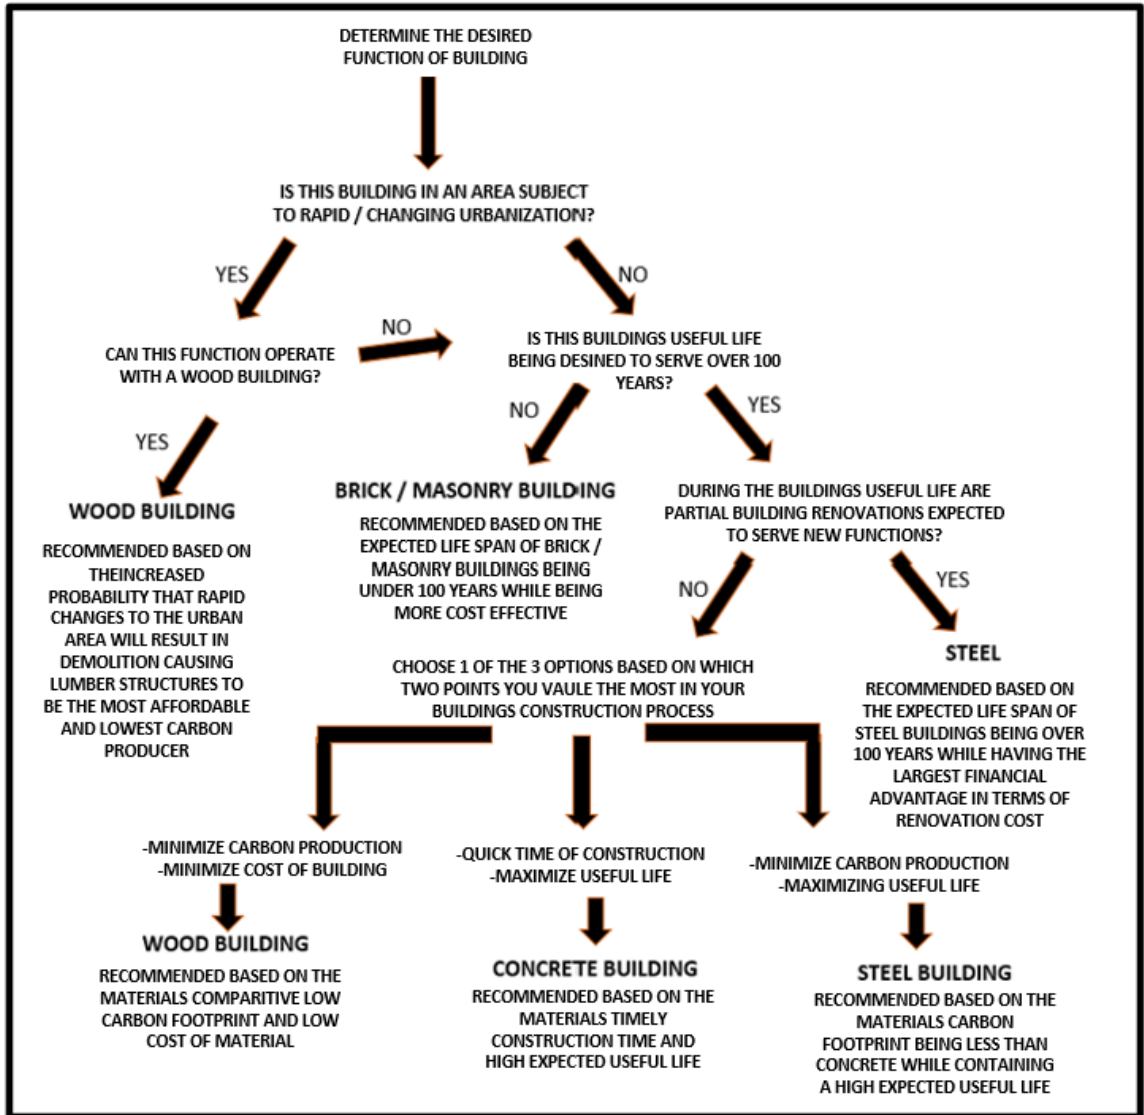 DETERMINE THE DESIRED
FUNCTION OF BUILDING
IS THIS BUILDING IN AN AREA SUBJECT
TO RAPID / CHANGING URBANIZATION?
YES
NO
CAN THIS FUNCTION OPERATE
WITH A WOOD BUILDING?
NO
IS THIS BUILDINGS USEFUL LIFE
BEING DESINED TO SERVE OVER 100
YEARS?
YES
NO
YES
WOOD BUILDING
RECOMMENDED BASED ON
THEINCREASED
PROBABILITY THAT RAPID
CHANGES TO THE URBAN
AREA WILL RESULT IN
DEMOLITION CAUSING
LUMBER STRUCTURES TO
BE THE MOST AFFORDABLE
AND LOWEST CARBON
PRODUCER
BRICK / MASONRY BUILDING
RECOMMENDED BASED ON THE
EXPECTED LIFE SPAN OF BRICK /
MASONRY BUILDINGS BEING
UNDER 100 YEARS WHILE BEING
MORE COST EFFECTIVE
DURING THE BUILDINGS USEFUL LIFE ARE
PARTIAL BUILDING RENOVATIONS EXPECTED
TO SERVE NEW FUNCTIONS?
NO
YES
STEEL
RECOMMENDED BASED ON
THE EXPECTED LIFE SPAN OF
STEEL BUILDINGS BEING OVER
100 YEARS WHILE HAVING THE
LARGEST FINANCIAL
ADVANTAGE IN TERMS OF
RENOVATION COST
CHOOSE 1 OF THE 3 OPTIONS BASED ON WHICH
TWO POINTS YOU VAULE THE MOST IN YOUR
BUILDINGS CONSTRUCTION PROCESS
-MINIMIZE CARBON PRODUCTION
-MINIMIZE COST OF BUILDING
WOOD BUILDING
RECOMMENDED BASED ON THE
MATERIALS COMPARITIVE LOW
CARBON FOOTPRINT AND LOW
COST OF MATERIAL
-QUICK TIME OF CONSTRUCTION
-MAXIMIZE USEFUL LIFE
CONCRETE BUILDING
RECOMMENDED BASED ON THE
MATERIALS TIMELY
CONSTRUCTION TIME AND
HIGH EXPECTED USEFUL LIFE
-MINIMIZE CARBON PRODUCTION
-MAXIMIZING USEFUL LIFE
STEEL BUILDING
RECOMMENDED BASED ON THE
MATERIALS CARBON
FOOTPRINT BEING LESS THAN
CONCRETE WHILE CONTAINING
A HIGH EXPECTED USEFUL LIFE